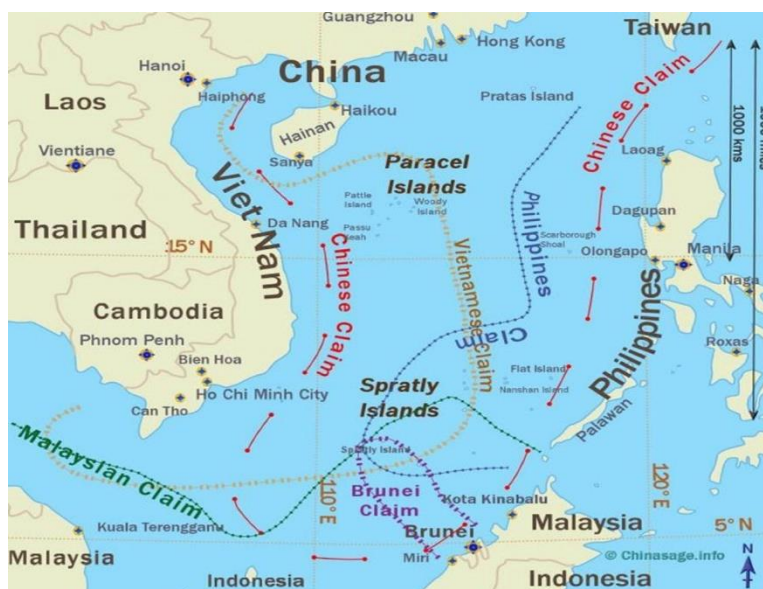 Guangzhou
Taiwan
Macau
Hong Kong
China
Hanoi
Haiphong
Laos
Haikou
Hainan
Pratas Island
Chinese Claim
1000 kms
Vientiane
Sanya
Paracel
Islands
Laoag
Viet Nam
Pattle
Island
Woody
Island
Philippines
Claim
Thailand
Da Nang
Passu
Keah
Dagupan
Scarborough
Shoal
15° N
Chinese Claim
Vietnamese Claim
Olongapo
Manila
Naga
Cambodia
Philippines
Phnom Penh
Bien Hoa
Roxas
Flat Island
Nanshan Island
Ho Chi Minh City
Spratly
Islands
Can Tho
Palawan
Malaysian Claim
Spratly Island
110° E
120° E
Brunei
Claim
Kota Kinabalu
Kuala Terengganu
Brunei
Malaysia
5° N
Malaysia
Miri
© Chinasage.info
N
Indonesia
Indonesia